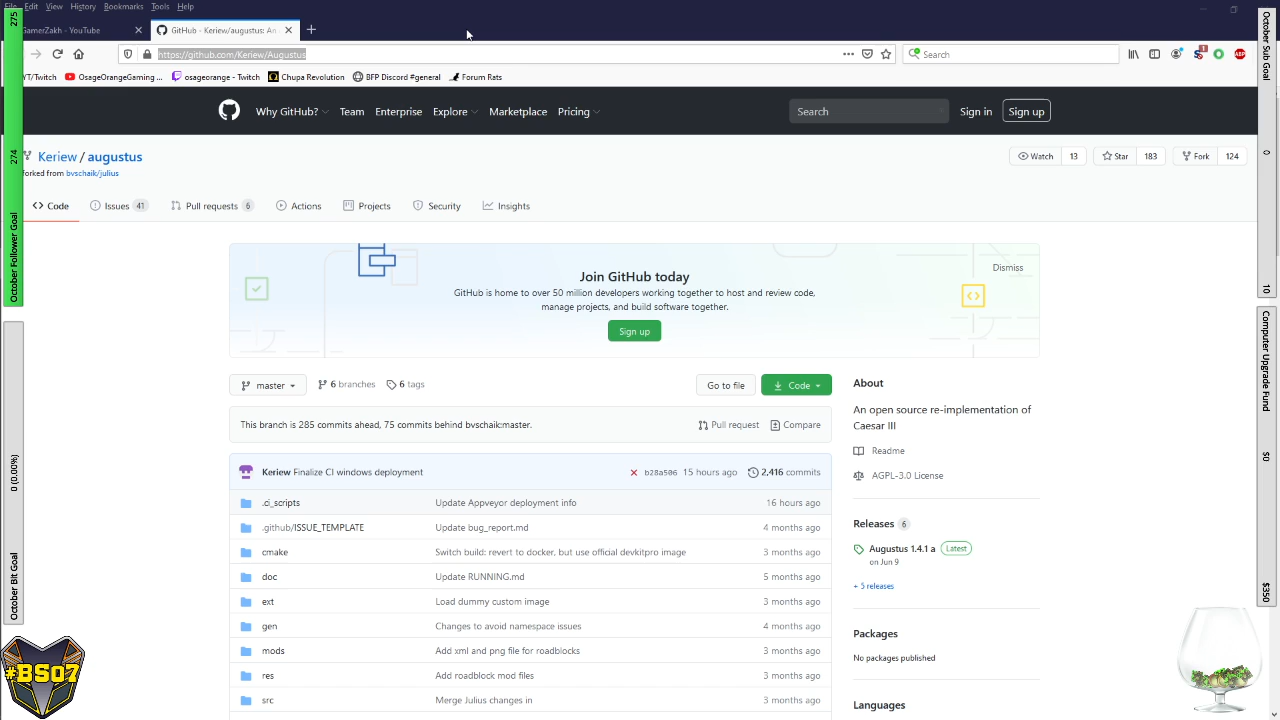 File Edit View History Bookmarks Tools Help
GamerZakh - YouTube
GitHub - Keriew/augustus: An
https://github.com/Keriew/Augustus
Search
YT/Twitch OsageOrangeGaming ... osageorange - Twitch Chupa Revolution BFP Discord #general Forum Rats
Why GitHub? Team Enterprise Explore Marketplace Pricing
Search
Sign in Sign up
Keriew / augustus
forked from bvschaik/julius
Watch 13 Star 183 Fork 124
Code Issues 41 Pull requests 6 Actions Projects Security Insights
Join GitHub today
Dismiss
GitHub is home to over 50 million developers working together to host and review code,
manage projects, and build software together.
Sign up
master 6 branches 6 tags
Go to file Code
This branch is 285 commits ahead, 75 commits behind bvschaik:master.
Pull request Compare
Keriew Finalize CI windows deployment b28a506 15 hours ago 2,416 commits
.ci_scripts Update Appveyor deployment info 16 hours ago
.github/ISSUE_TEMPLATE Update bug_report.md 4 months ago
cmake Switch build: revert to docker, but use official devkitpro image 3 months ago
doc Update RUNNING.md 5 months ago
ext Load dummy custom image 3 months ago
gen Changes to avoid namespace issues 4 months ago
mods Add xml and png file for roadblocks 3 months ago
res Add roadblock mod files 3 months ago
src Merge Julius changes in 3 months ago
About
An open source re-implementation of
Caesar III
Readme
AGPL-3.0 License
Releases 6
Augustus 1.4.1 a Latest
on Jun 9
+ 5 releases
Packages
No packages published
Languages
275
274
October Follower Goal
0 (0.00%)
October Bit Goal
#BS07
October Sub Goal
0
10
Computer Upgrade Fund
$0
$350